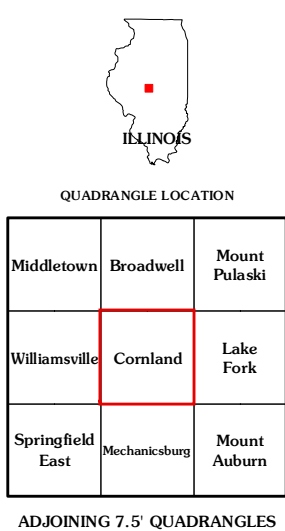 ILLINOIS
QUADRANGLE LOCATION
Middletown
Broadwell
Mount
Pulaski
Williamsville
Cornland
Lake
Fork
Springfield
East
Mechanicsburg
Mount
Auburn
ADJOINING 7.5' QUADRANGLES